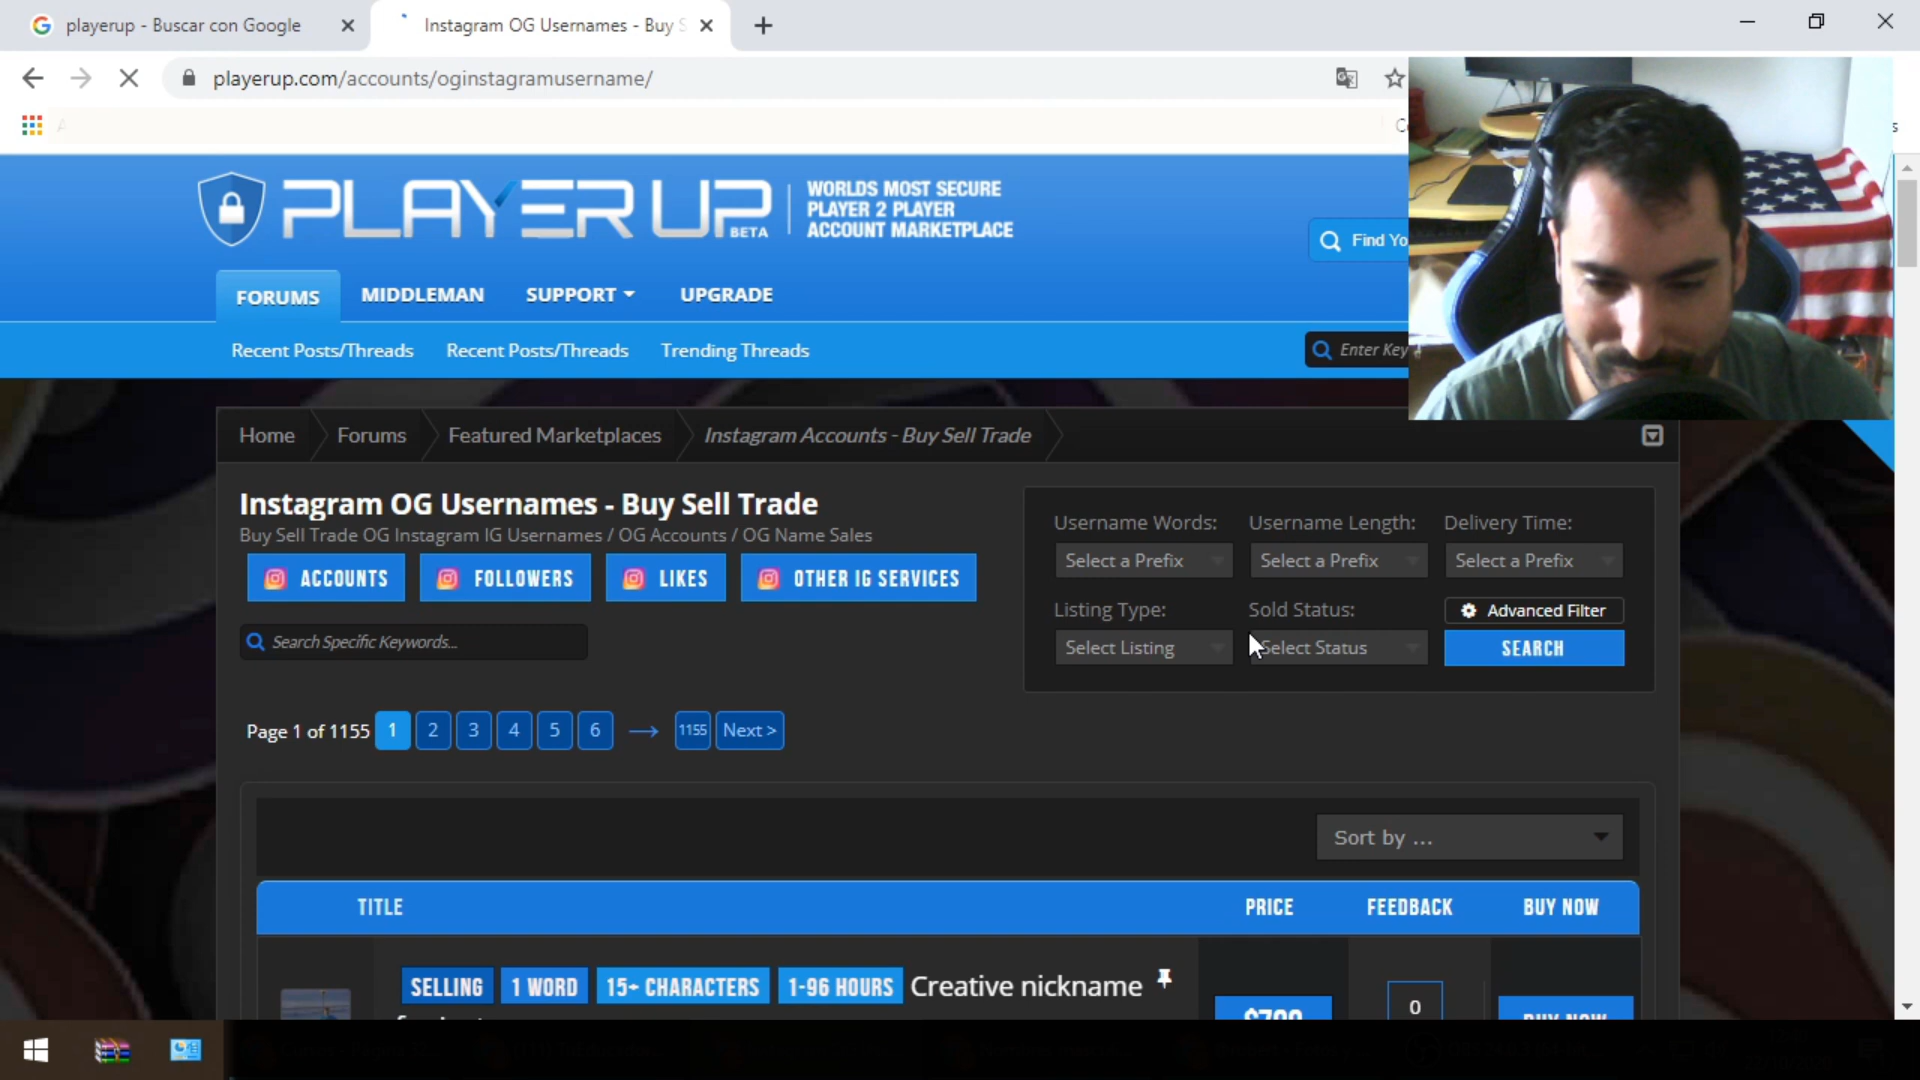 playerup - Buscar con Google
Instagram OG Usernames - Buy S
playerup.com/accounts/oginstagramusername/
PLAYER UP
BETA
WORLDS MOST SECURE
PLAYER 2 PLAYER
ACCOUNT MARKETPLACE
Find Yo
FORUMS
MIDDLEMAN
SUPPORT
UPGRADE
Recent Posts/Threads
Recent Posts/Threads
Trending Threads
Enter Key
Home
Forums
Featured Marketplaces
Instagram Accounts - Buy Sell Trade
Instagram OG Usernames - Buy Sell Trade
Buy Sell Trade OG Instagram IG Usernames / OG Accounts / OG Name Sales
ACCOUNTS
FOLLOWERS
LIKES
OTHER IG SERVICES
Search Specific Keywords...
Username Words:
Username Length:
Delivery Time:
Select a Prefix
Select a Prefix
Select a Prefix
Listing Type:
Sold Status:
Advanced Filter
Select Listing
Select Status
SEARCH
Page 1 of 1155
1
2
3
4
5
6
1155
Next >
Sort by ...
TITLE
PRICE
FEEDBACK
BUY NOW
SELLING
1 WORD
15+ CHARACTERS
1-96 HOURS
Creative nickname
0
BUY NOW